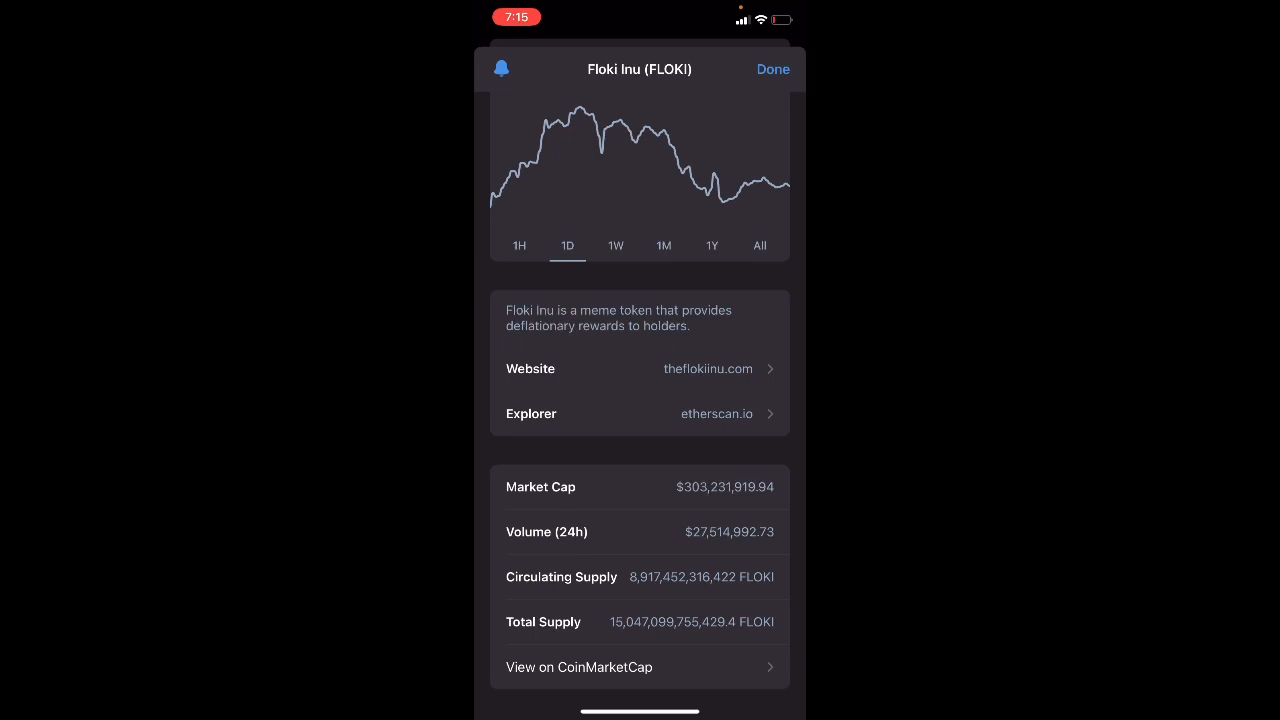 7:15
Floki Inu (FLOKI)
Done
1H 1D 1W 1M 1Y All
Floki Inu is a meme token that provides
deflationary rewards to holders.
Website theflokiinu.com
Explorer etherscan.io
Market Cap $303,231,919.94
Volume (24h) $27,514,992.73
Circulating Supply 8,917,452,316,422 FLOKI
Total Supply 15,047,099,755,429.4 FLOKI
View on CoinMarketCap